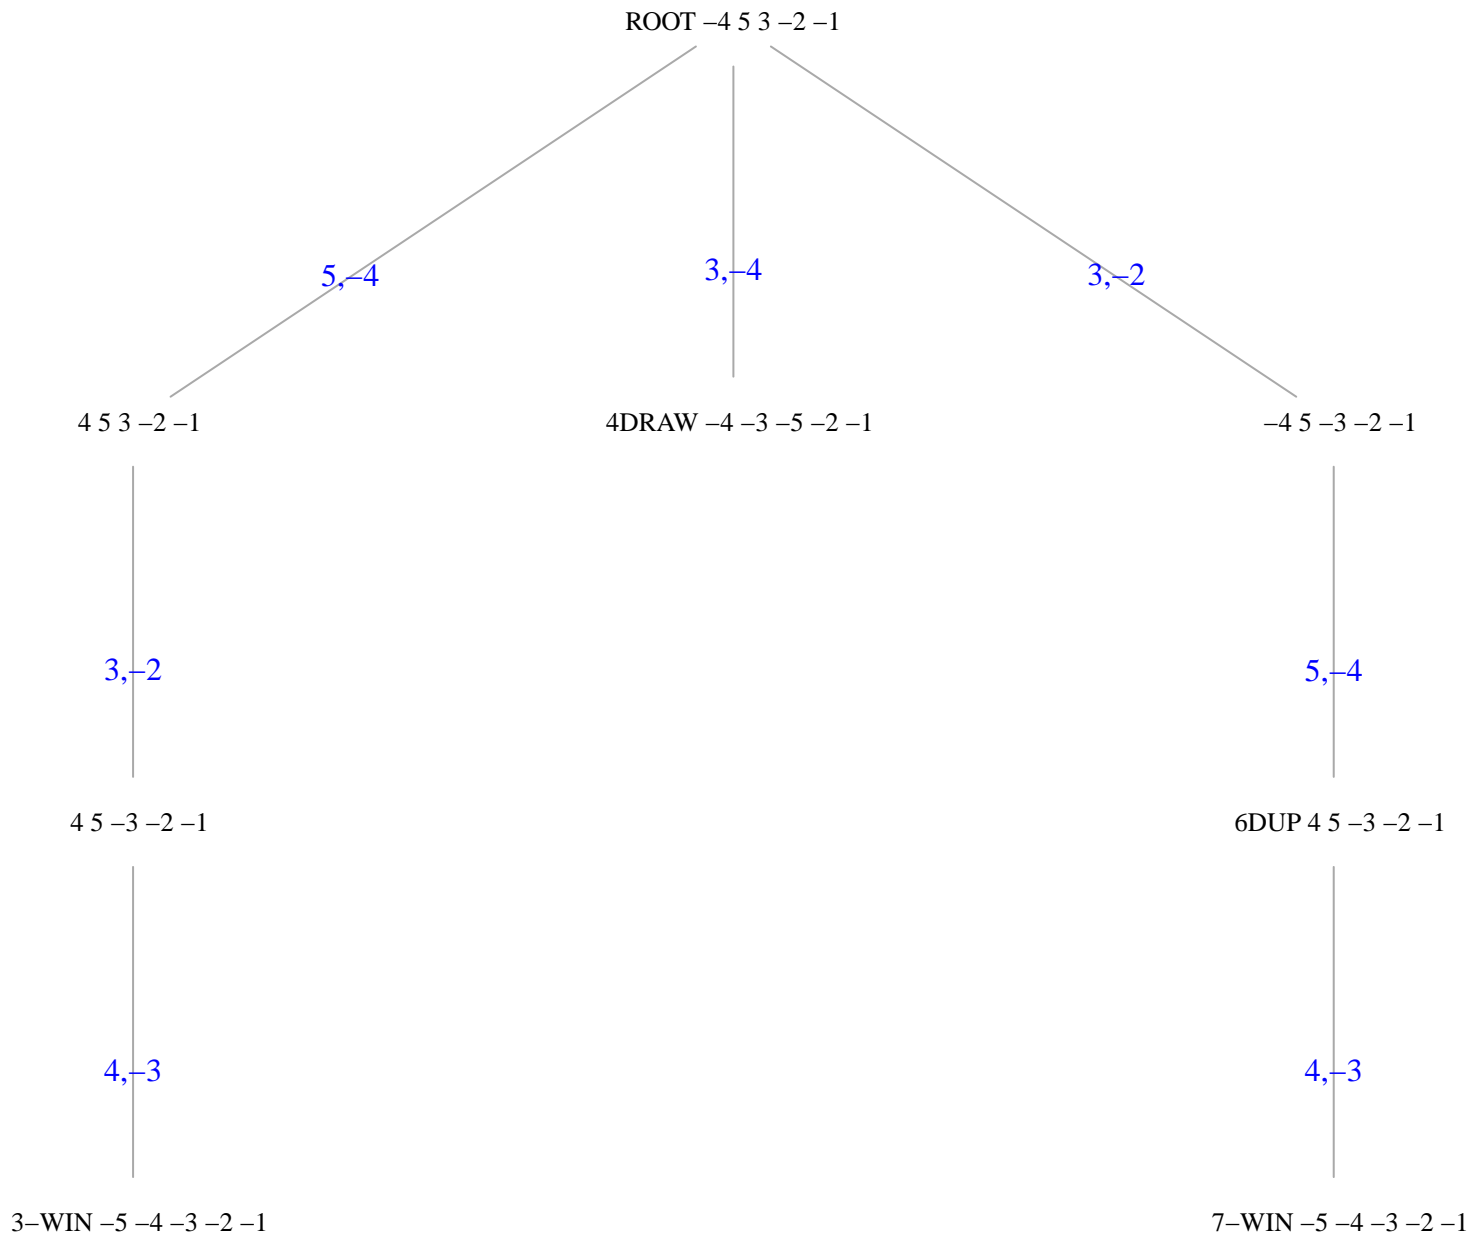 ROOT –4 5 3 –2 –1
5,–4
3,–4
3,–2
4 5 3 –2 –1
4DRAW –4 –3 –5 –2 –1
–4 5 –3 –2 –1
3,–2
5,–4
4 5 –3 –2 –1
6DUP 4 5 –3 –2 –1
4,–3
4,–3
3–WIN –5 –4 –3 –2 –1
7–WIN –5 –4 –3 –2 –1